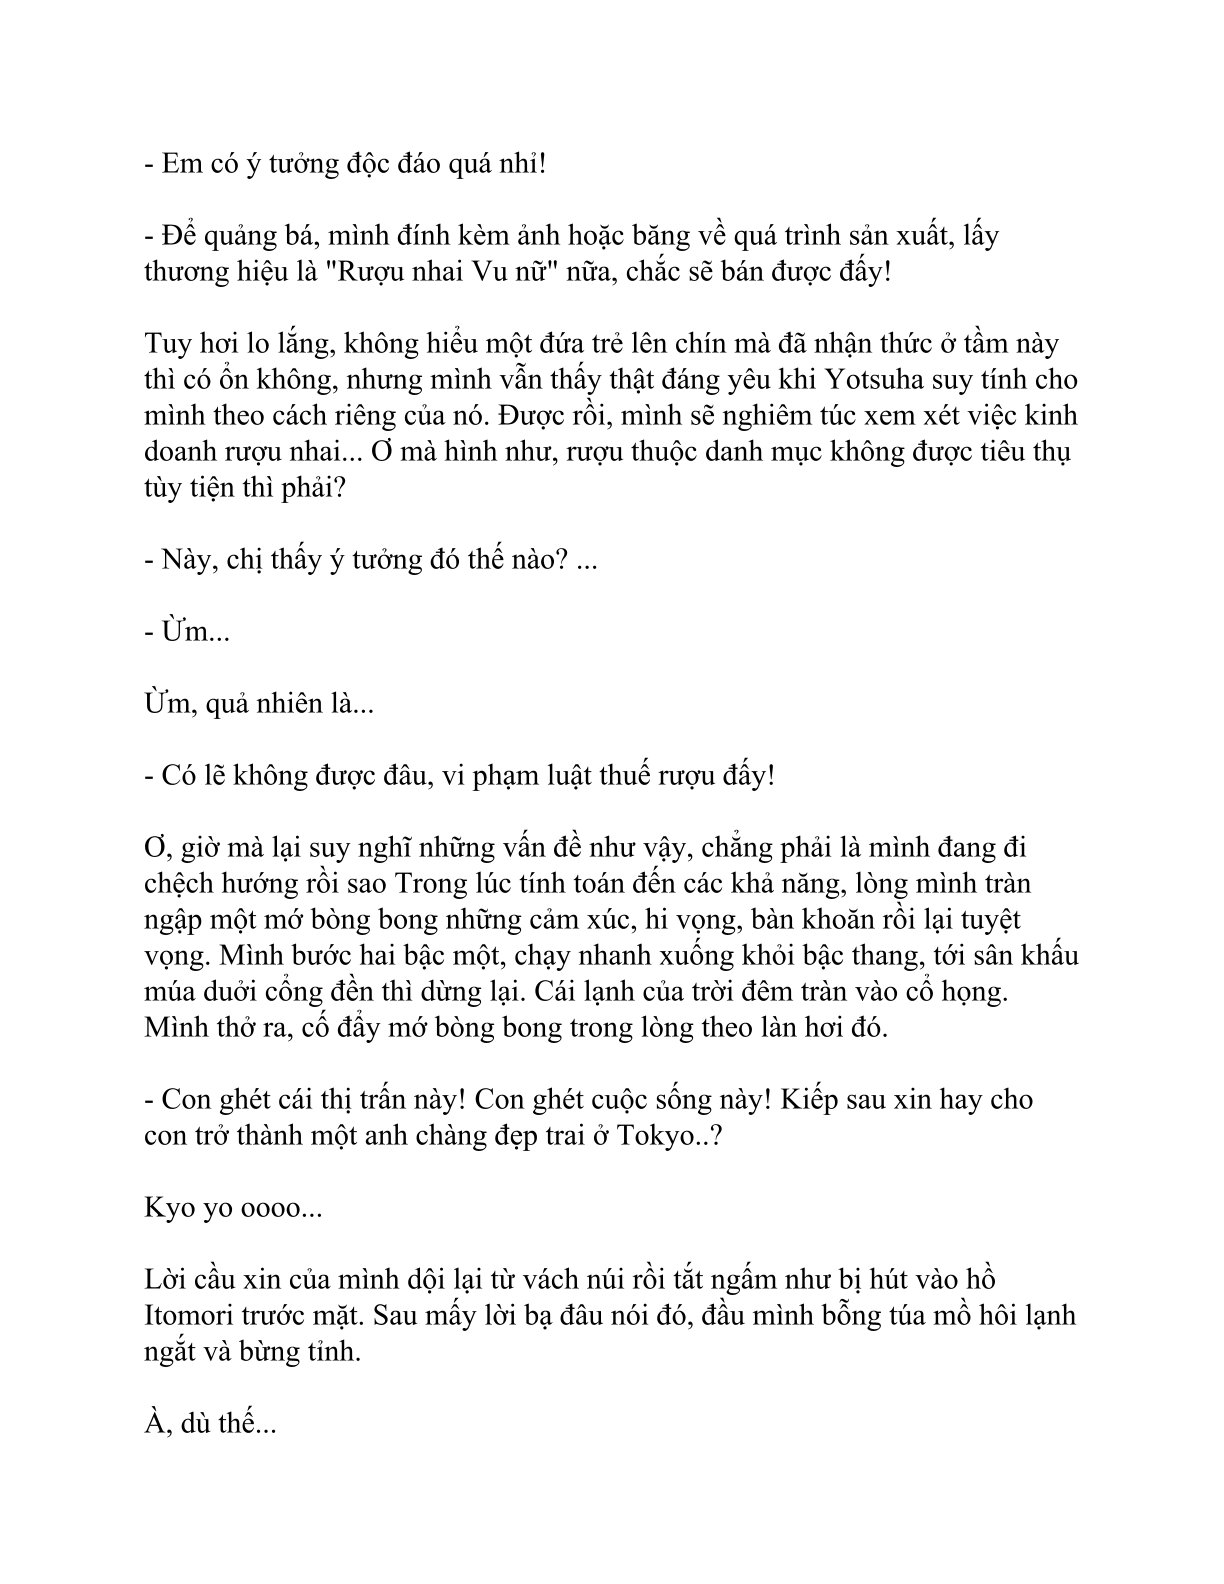 - Em có ý tưởng độc đáo quá nhỉ!
- Để quảng bá, mình đính kèm ảnh hoặc băng về quá trình sản xuất, lấy
thương hiệu là "Rượu nhai Vu nữ" nữa, chắc sẽ bán được đấy!
Tuy hơi lo lắng, không hiểu một đứa trẻ lên chín mà đã nhận thức ở tầm này
thì có ổn không, nhưng mình vẫn thấy thật đáng yêu khi Yotsuha suy tính cho
mình theo cách riêng của nó. Được rồi, mình sẽ nghiêm túc xem xét việc kinh
doanh rượu nhai... Ơ mà hình như, rượu thuộc danh mục không được tiêu thụ
tùy tiện thì phải?
- Này, chị thấy ý tưởng đó thế nào? ...
- Ừm...
Ừm, quả nhiên là...
- Có lẽ không được đâu, vi phạm luật thuế rượu đấy!
Ơ, giờ mà lại suy nghĩ những vấn đề như vậy, chẳng phải là mình đang đi
chệch hướng rồi sao Trong lúc tính toán đến các khả năng, lòng mình tràn
ngập một mớ bòng bong những cảm xúc, hi vọng, bàn khoăn rồi lại tuyệt
vọng. Mình bước hai bậc một, chạy nhanh xuống khỏi bậc thang, tới sân khấu
múa duởi cổng đền thì dừng lại. Cái lạnh của trời đêm tràn vào cổ họng.
Mình thở ra, cố đẩy mớ bòng bong trong lòng theo làn hơi đó.
- Con ghét cái thị trấn này! Con ghét cuộc sống này! Kiếp sau xin hay cho
con trở thành một anh chàng đẹp trai ở Tokyo..?
Kyo yo oooo...
Lời cầu xin của mình dội lại từ vách núi rồi tắt ngấm như bị hút vào hồ
Itomori trước mặt. Sau mấy lời bạ đâu nói đó, đầu mình bỗng túa mồ hôi lạnh
ngắt và bừng tỉnh.
À, dù thế...